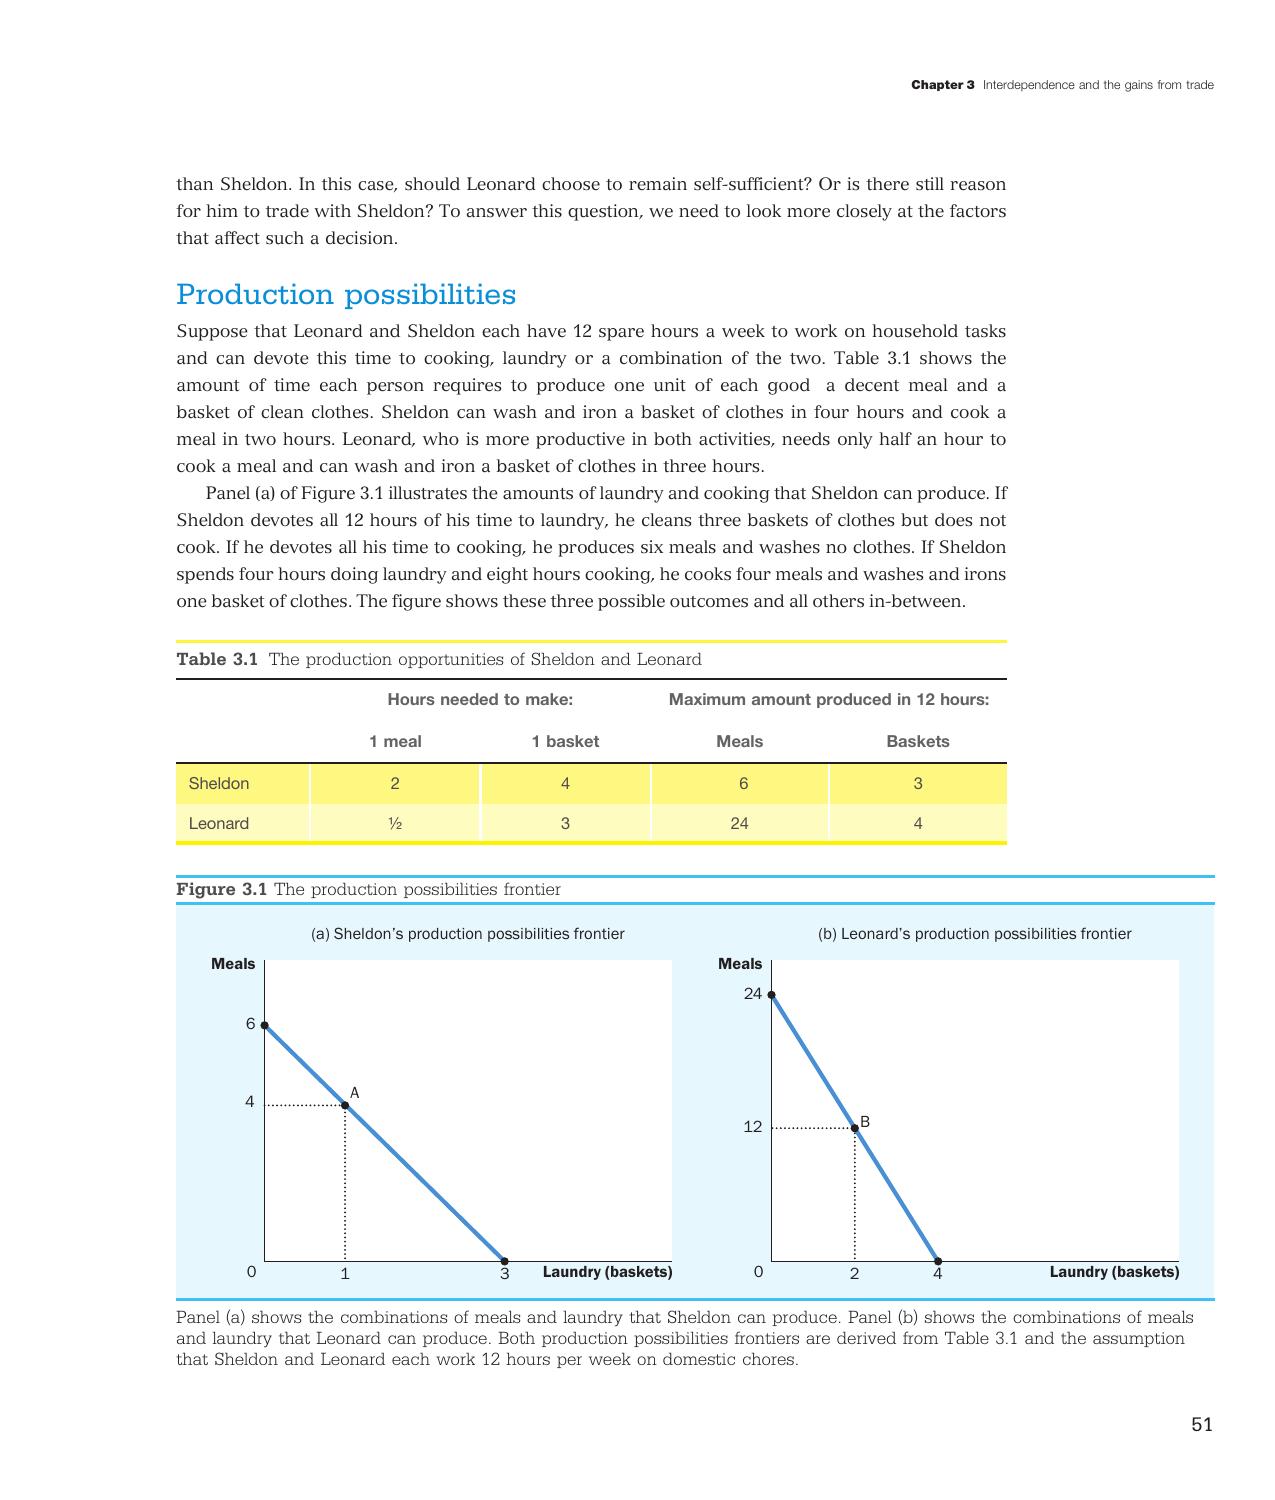 Chapter 3 Interdependence and the gains from trade
than Sheldon. In this case, should Leonard choose to remain self-sufficient? Or is there still reason
for him to trade with Sheldon? To answer this question, we need to look more closely at the factors
that affect such a decision.
Production possibilities
Suppose that Leonard and Sheldon each have 12 spare hours a week to work on household tasks
and can devote this time to cooking, laundry or a combination of the two. Table 3.1 shows the
amount of time each person requires to produce one unit of each good a decent meal and a
basket of clean clothes. Sheldon can wash and iron a basket of clothes in four hours and cook a
meal in two hours. Leonard, who is more productive in both activities, needs only half an hour to
cook a meal and can wash and iron a basket of clothes in three hours.
Panel (a) of Figure 3.1 illustrates the amounts of laundry and cooking that Sheldon can produce. If
Sheldon devotes all 12 hours of his time to laundry, he cleans three baskets of clothes but does not
cook. If he devotes all his time to cooking, he produces six meals and washes no clothes. If Sheldon
spends four hours doing laundry and eight hours cooking, he cooks four meals and washes and irons
one basket of clothes. The figure shows these three possible outcomes and all others in-between.
Table 3.1 The production opportunities of Sheldon and Leonard
Hours needed to make: Maximum amount produced in 12 hours:
1 meal 1 basket Meals Baskets
Sheldon 2 4 6 3
Leonard ½ 3 24 4
Figure 3.1 The production possibilities frontier
(a) Sheldon's production possibilities frontier
Meals
6
A
4
0 1 3 Laundry (baskets)
(b) Leonard's production possibilities frontier
Meals
24
B
12
0 2 4 Laundry (baskets)
Panel (a) shows the combinations of meals and laundry that Sheldon can produce. Panel (b) shows the combinations of meals
and laundry that Leonard can produce. Both production possibilities frontiers are derived from Table 3.1 and the assumption
that Sheldon and Leonard each work 12 hours per week on domestic chores.
51